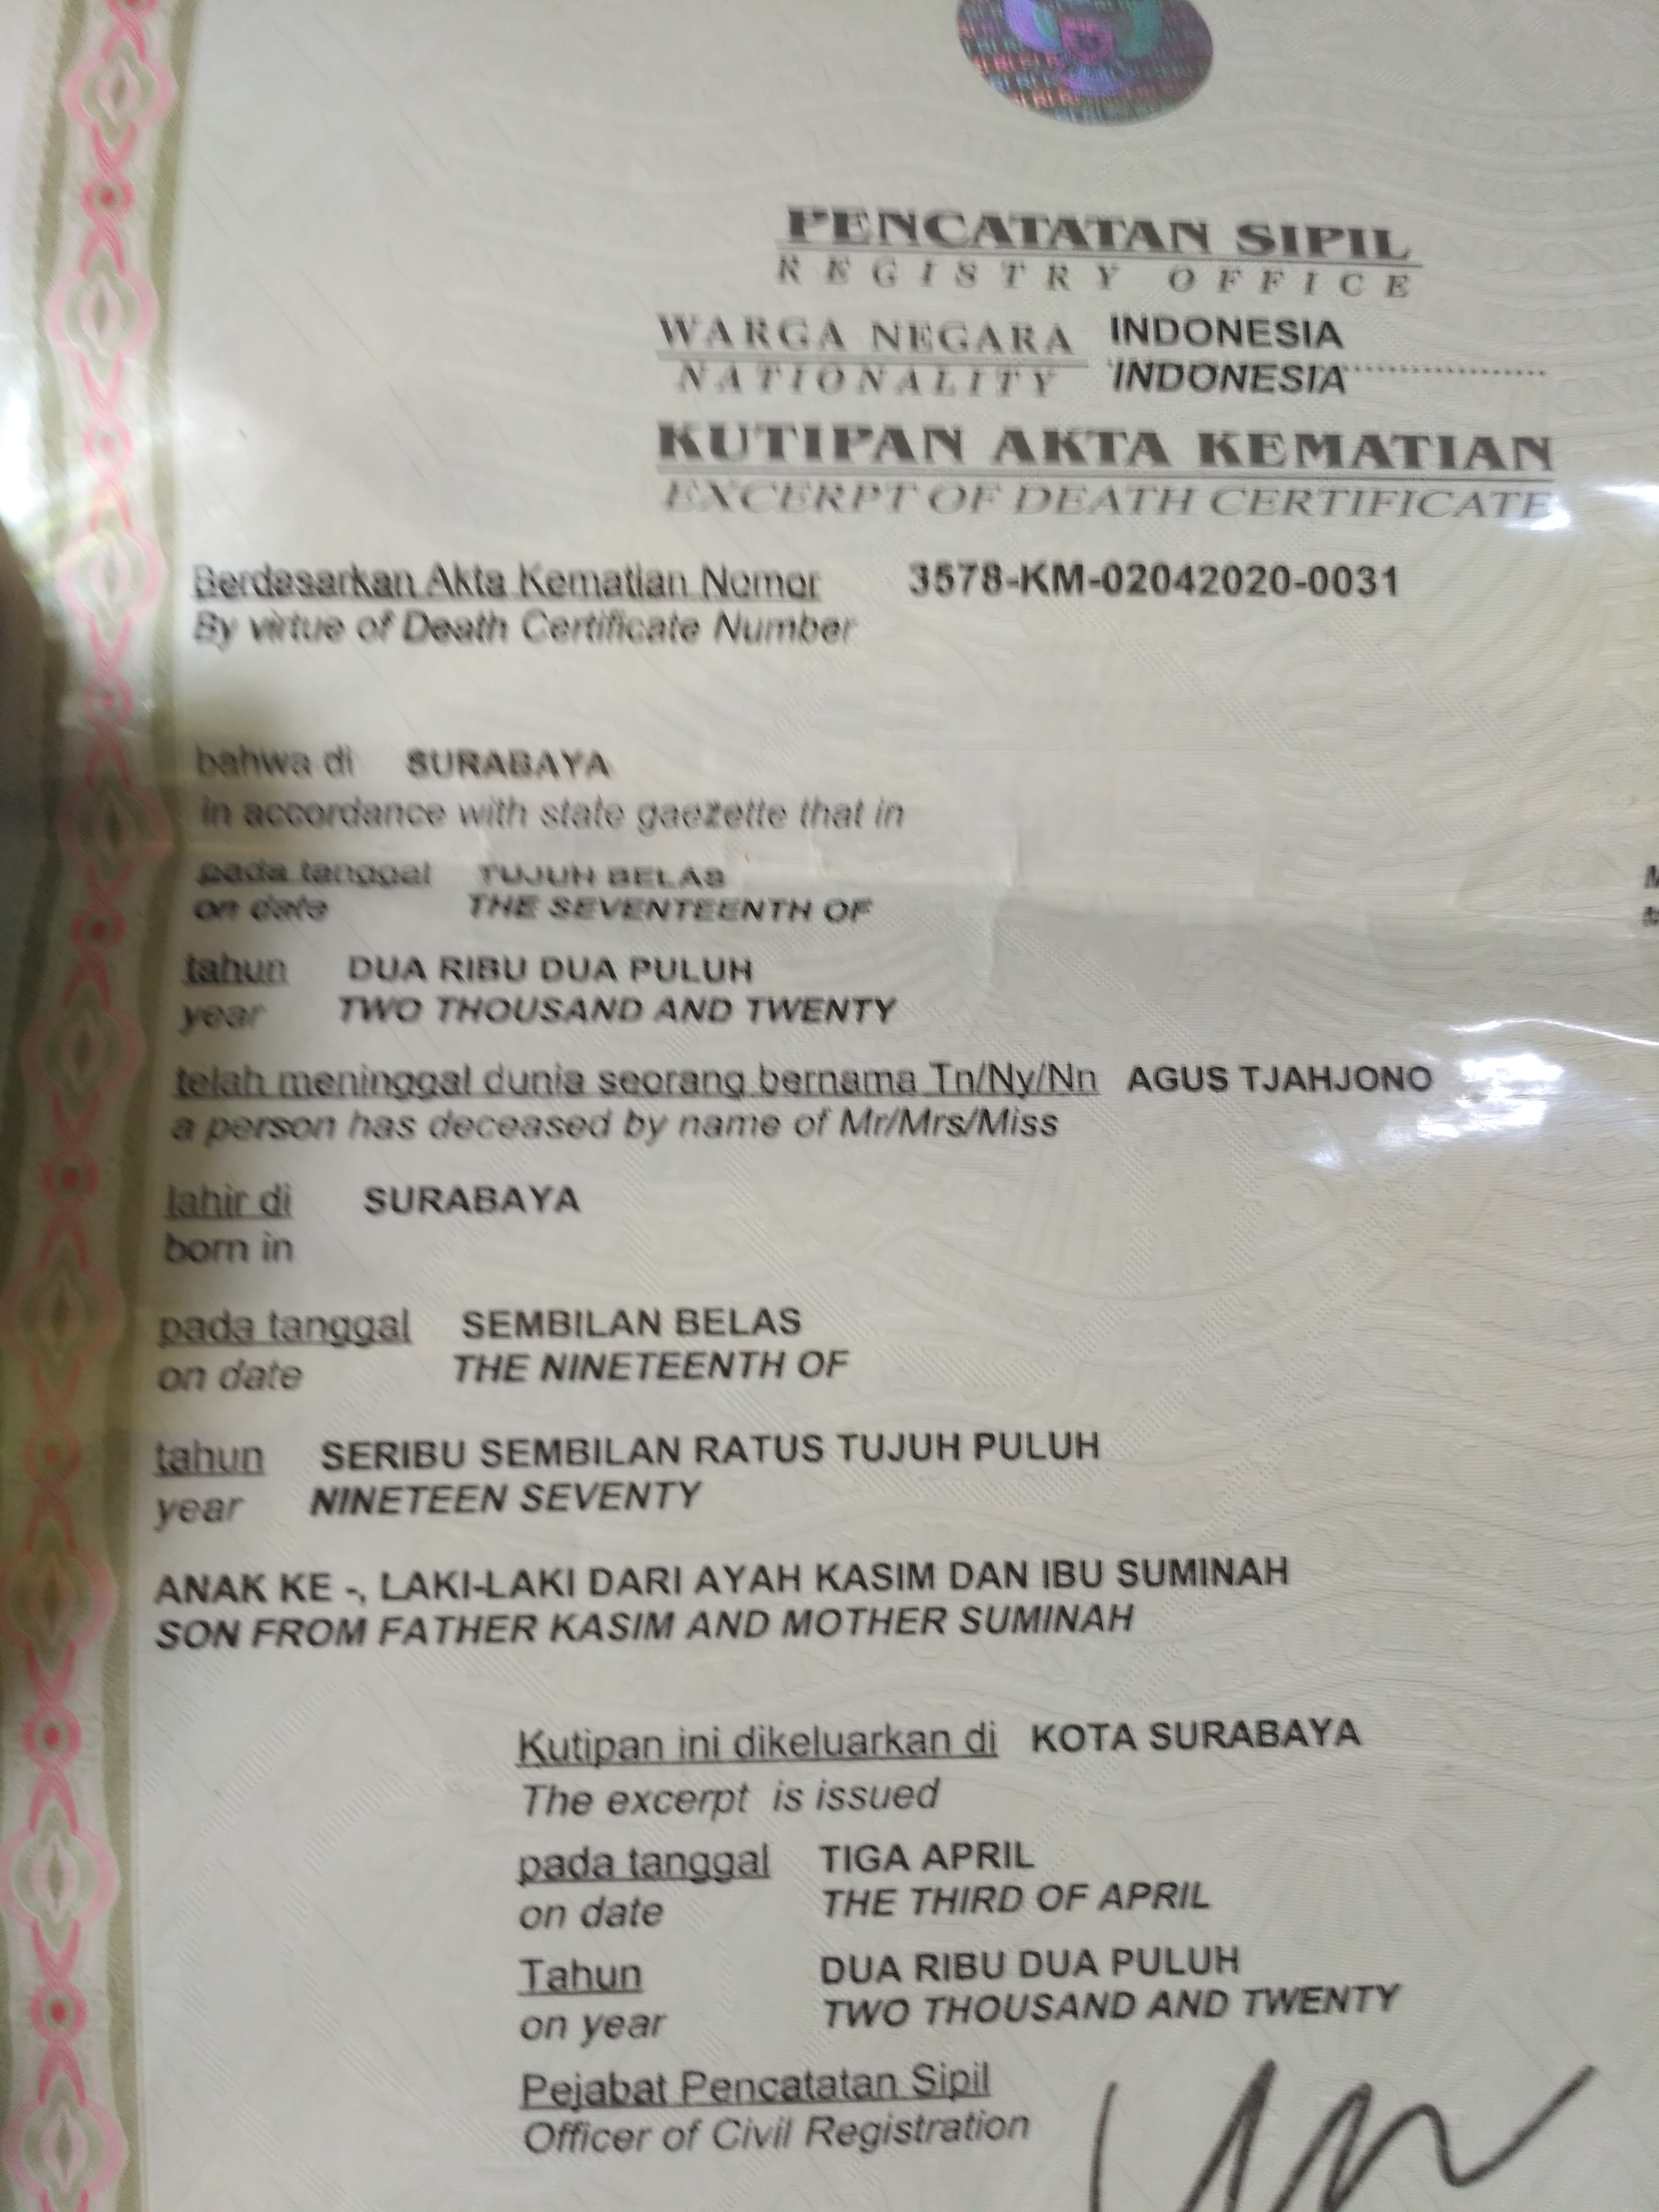 PENCATATAN SIPIL
REGISTRY OFFICE
WARGA NEGARA INDONESIA
NATIONALITY INDONESIA
KUTIPAN AKTA KEMATIAN
EXCERPT OF DEATH CERTIFICATE
Berdasarkan Akta Kematian Nomor 3578-KM-02042020-0031
By virtue of Death Certificate Number
bahwa di SURABAYA
in accordance with state gaezette that in
pada tanggal TUJUH BELAS
on date THE SEVENTEENTH OF
tahun DUA RIBU DUA PULUH
year TWO THOUSAND AND TWENTY
telah meninggal dunia seorang bernama Tn/Ny/Nn AGUS TJAHJONO
a person has deceased by name of Mr/Mrs/Miss
lahir di SURABAYA
born in
pada tanggal SEMBILAN BELAS
on date THE NINETEENTH OF
tahun SERIBU SEMBILAN RATUS TUJUH PULUH
year NINETEEN SEVENTY
ANAK KE -, LAKI-LAKI DARI AYAH KASIM DAN IBU SUMINAH
SON FROM FATHER KASIM AND MOTHER SUMINAH
Kutipan ini dikeluarkan di KOTA SURABAYA
The excerpt is issued
pada tanggal TIGA APRIL
on date THE THIRD OF APRIL
Tahun DUA RIBU DUA PULUH
on year TWO THOUSAND AND TWENTY
Pejabat Pencatatan Sipil
Officer of Civil Registration